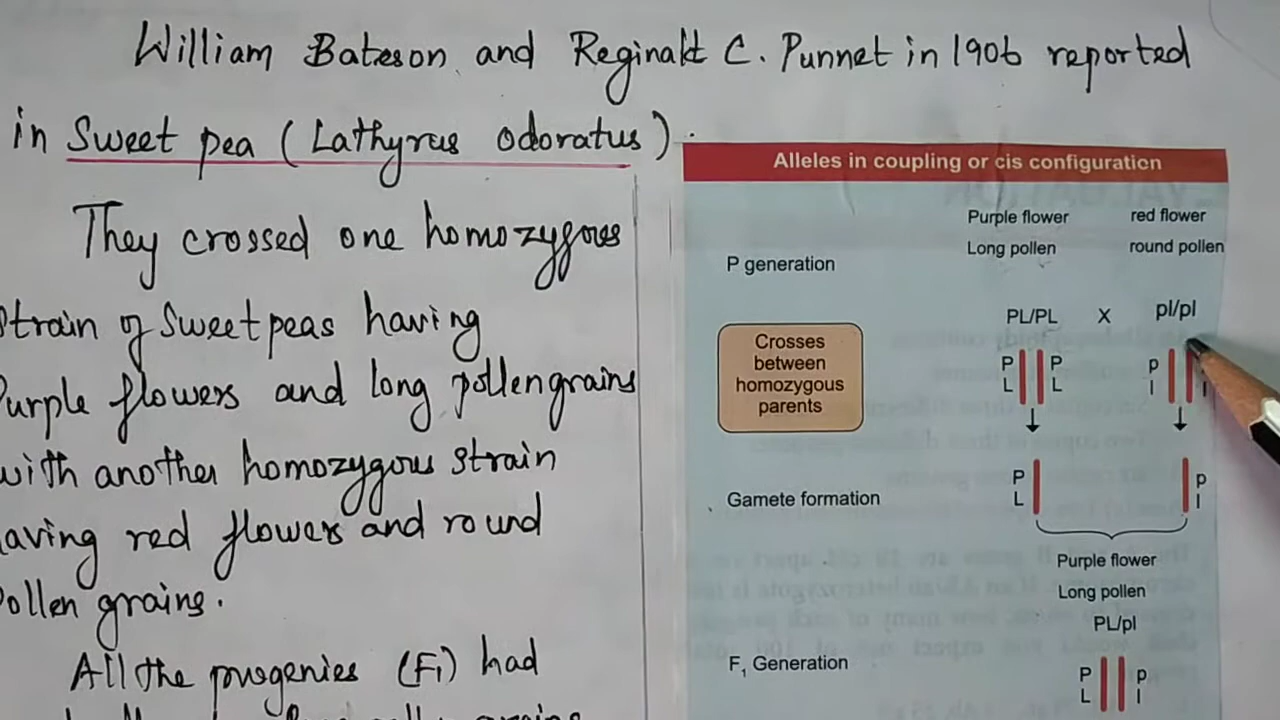 William Bateson and Reginald C. Punnet in 1906 reported
in Sweet pea (Lathyrus odoratus).
They crossed one homozygous
strain of Sweetpeas having
Purple flowers and long pollengrains
with another homozygous strain
having red flowers and round
Pollen grains.
All the progenies (F1) had
Alleles in coupling or cis configuration
Purple flower red flower
Long pollen round pollen
P generation
PL/PL X pl/pl
Crosses
between
homozygous
parents
P P p
L L l l
Gamete formation
P p
L l
Purple flower
Long pollen
PL/pl
F1 Generation
P p
L l